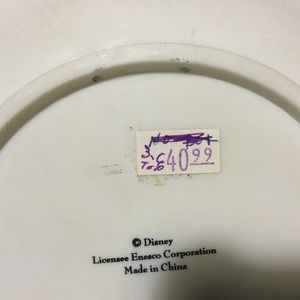 40.99
© Disney
Licensee Enesco Corporation
Made in China